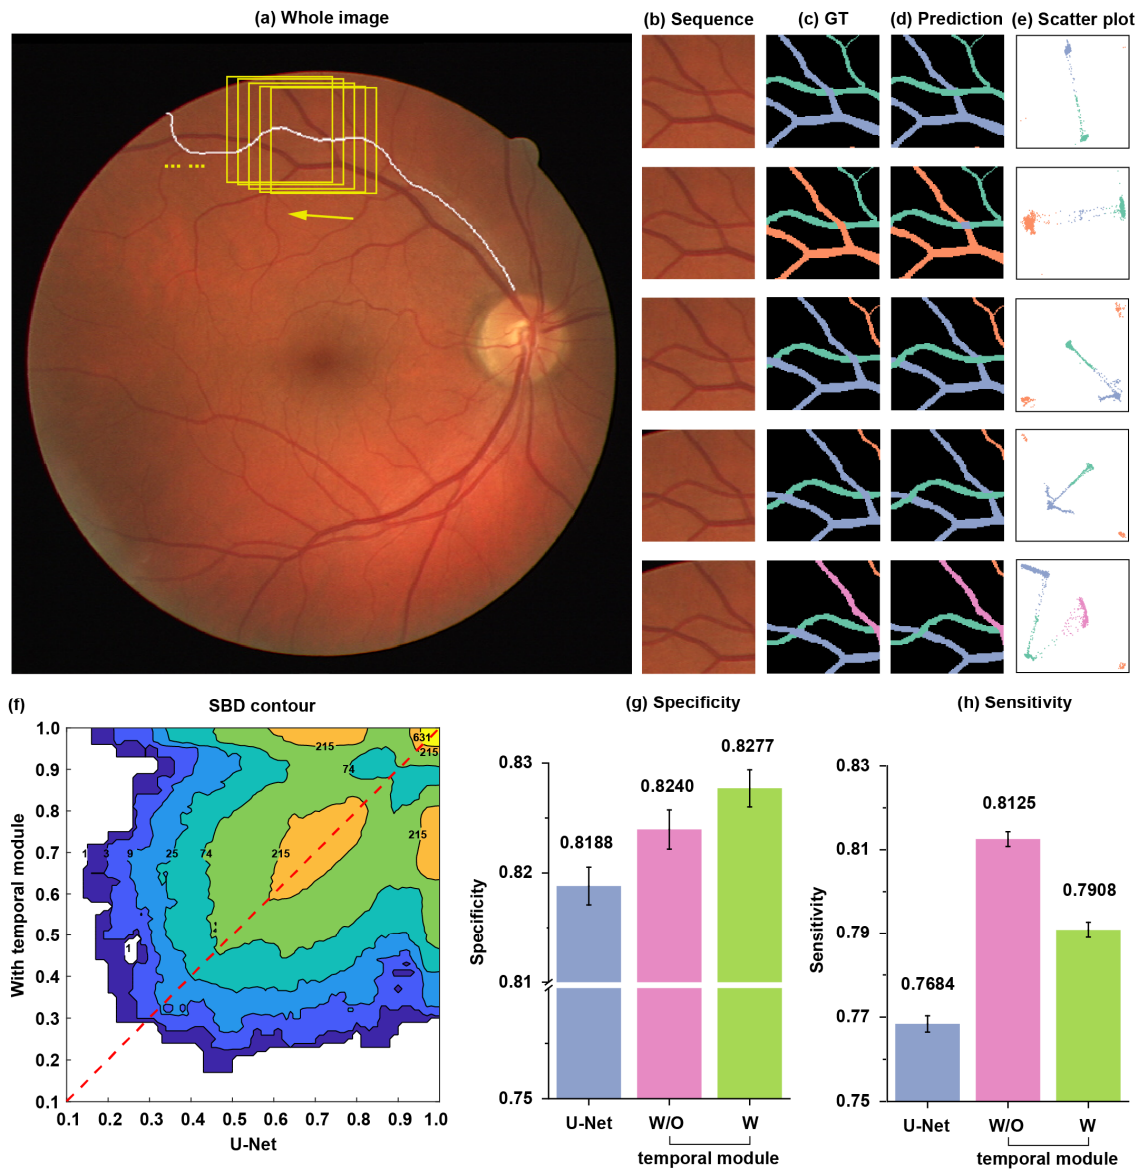 (a) Whole image
(b) Sequence
(c) GT
(d) Prediction
(e) Scatter plot
(f)
SBD contour
1.0
0.9
0.8
0.7
0.6
0.5
0.4
0.3
0.2
0.1
With temporal module
631
215
215
74
215
215
1
3
9
25
74
1
1
0.1 0.2 0.3 0.4 0.5 0.6 0.7 0.8 0.9 1.0
U-Net
(g) Specificity
0.83
0.82
0.81
0.75
Specificity
0.8188
0.8240
0.8277
U-Net W/O W
temporal module
(h) Sensitivity
0.83
0.81
0.79
0.77
0.75
Sensitivity
0.7684
0.8125
0.7908
U-Net W/O W
temporal module